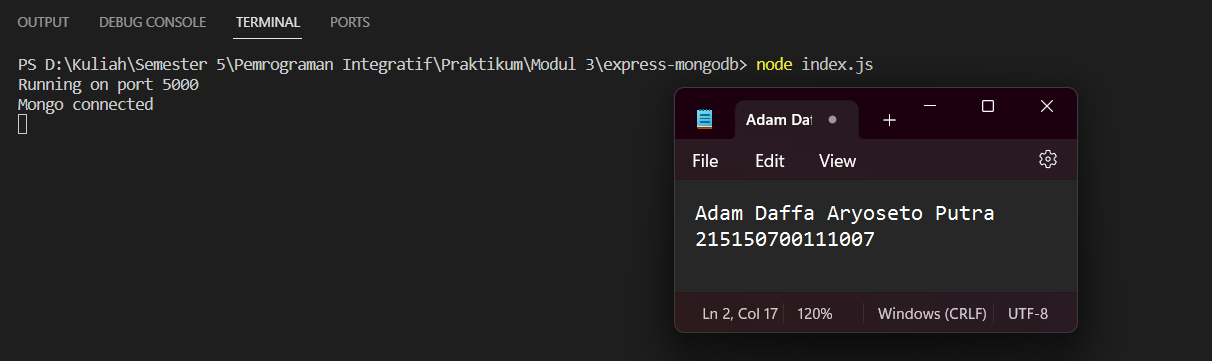 OUTPUT DEBUG CONSOLE TERMINAL PORTS
PS D:\Kuliah\Semester 5\Pemrograman Integratif\Praktikum\Modul 3\express-mongodb> node index.js
Running on port 5000
Mongo connected
Adam Daf
File Edit View
Adam Daffa Aryoseto Putra
215150700111007
Ln 2, Col 17 120% Windows (CRLF) UTF-8